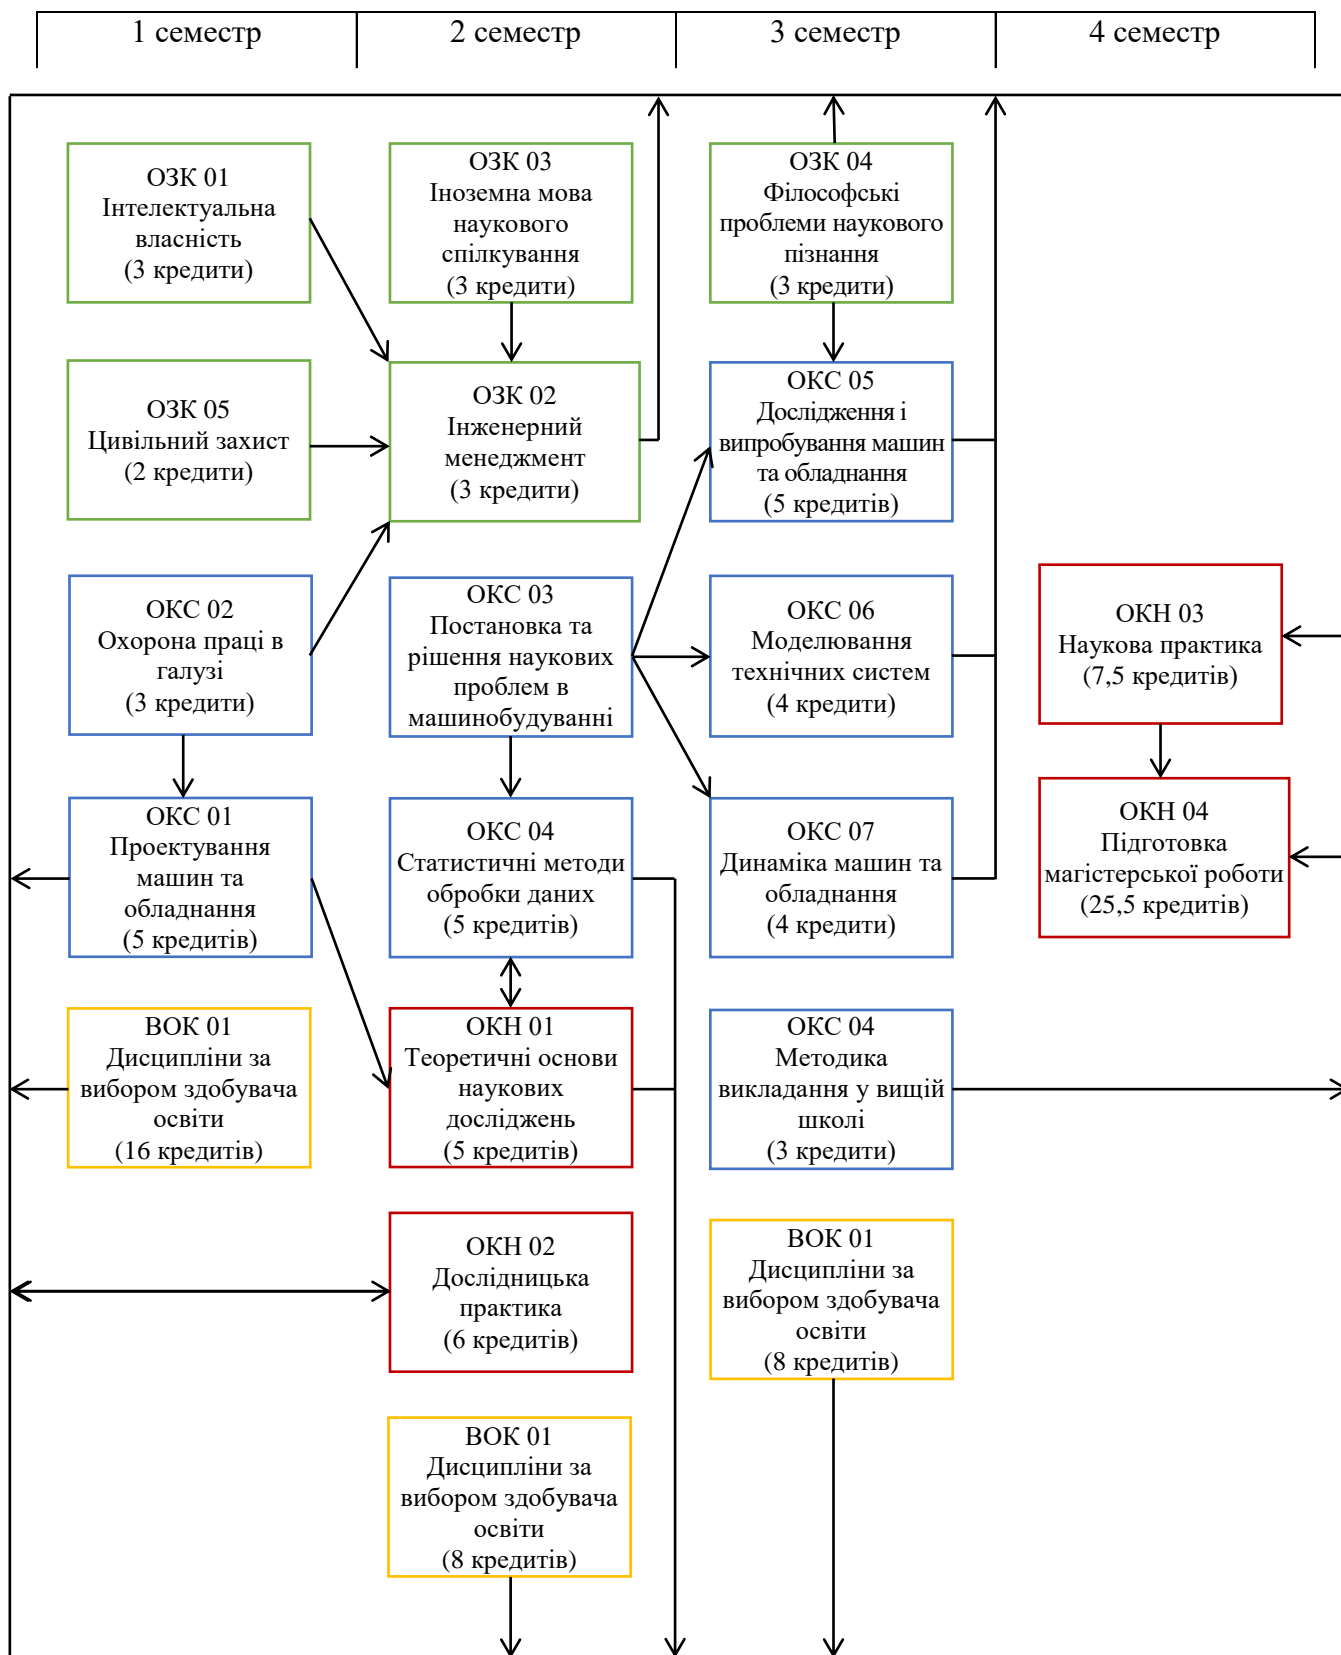 1 семестр
2 семестр
3 семестр
4 семестр
ОЗК 01
Інтелектуальна
власність
(3 кредити)
ОЗК 05
Цивільний захист
(2 кредити)
ОКС 02
Охорона праці в
галузі
(3 кредити)
ОКС 01
Проектування
машин та
обладнання
(5 кредитів)
ВОК 01
Дисципліни за
вибором здобувача
освіти
(16 кредитів)
ОЗК 03
Іноземна мова
наукового
спілкування
(3 кредити)
ОЗК 02
Інженерний
менеджмент
(3 кредити)
ОКС 03
Постановка та
рішення наукових
проблем в
машинобудуванні
ОКС 04
Статистичні методи
обробки даних
(5 кредитів)
ОКН 01
Теоретичні основи
наукових
досліджень
(5 кредитів)
ОКН 02
Дослідницька
практика
(6 кредитів)
ВОК 01
Дисципліни за
вибором здобувача
освіти
(8 кредитів)
ОЗК 04
Філософські
проблеми наукового
пізнання
(3 кредити)
ОКС 05
Дослідження і
випробування машин
та обладнання
(5 кредитів)
ОКС 06
Моделювання
технічних систем
(4 кредити)
ОКС 07
Динаміка машин та
обладнання
(4 кредити)
ОКС 04
Методика
викладання у вищій
школі
(3 кредити)
ВОК 01
Дисципліни за
вибором здобувача
освіти
(8 кредитів)
ОКН 03
Наукова практика
(7,5 кредитів)
ОКН 04
Підготовка
магістерської роботи
(25,5 кредитів)